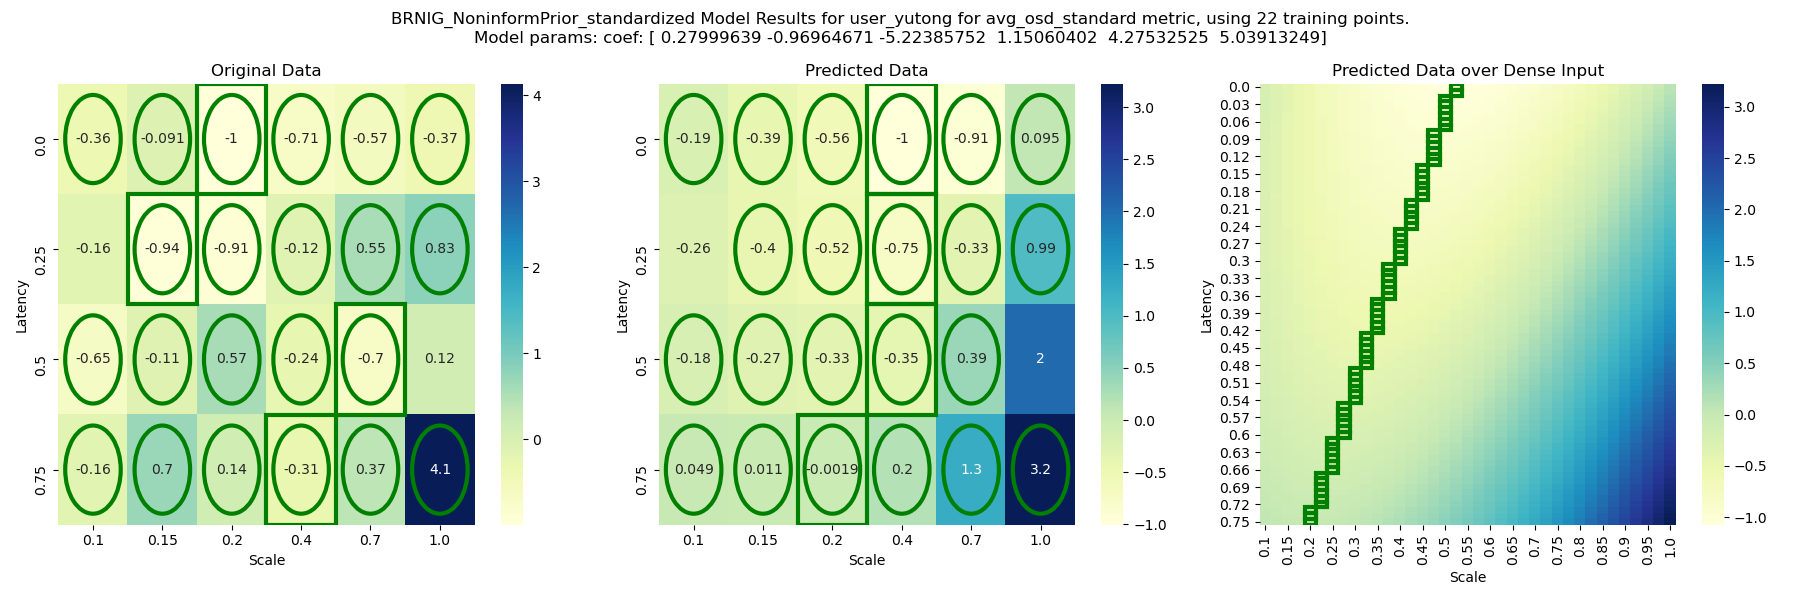 BRNIG_NoninformPrior_standardized Model Results for user_yutong for avg_osd_standard metric, using 22 training points.
Model params: coef: [ 0.27999639 -0.96964671 -5.22385752  1.15060402  4.27532525  5.03913249]
Original Data
0.0 -0.36 -0.091 -1 -0.71 -0.57 -0.37
0.25 -0.16 -0.94 -0.91 -0.12 0.55 0.83
0.5 -0.65 -0.11 0.57 -0.24 -0.7 0.12
0.75 -0.16 0.7 0.14 -0.31 0.37 4.1
Latency
0.1 0.15 0.2 0.4 0.7 1.0
Scale
4
3
2
1
0
Predicted Data
0.0 -0.19 -0.39 -0.56 -1 -0.91 0.095
0.25 -0.26 -0.4 -0.52 -0.75 -0.33 0.99
0.5 -0.18 -0.27 -0.33 -0.35 0.39 2
0.75 0.049 0.011 -0.0019 0.2 1.3 3.2
Latency
0.1 0.15 0.2 0.4 0.7 1.0
Scale
3.0
2.5
2.0
1.5
1.0
0.5
0.0
−0.5
−1.0
Predicted Data over Dense Input
0.0
0.03
0.06
0.09
0.12
0.15
0.18
0.21
0.24
0.27
0.3
0.33
0.36
0.39
0.42
0.45
0.48
0.51
0.54
0.57
0.6
0.63
0.66
0.69
0.72
0.75
Latency
0.1 0.15 0.2 0.25 0.3 0.35 0.4 0.45 0.5 0.55 0.6 0.65 0.7 0.75 0.8 0.85 0.9 0.95 1.0
Scale
3.0
2.5
2.0
1.5
1.0
0.5
0.0
−0.5
−1.0